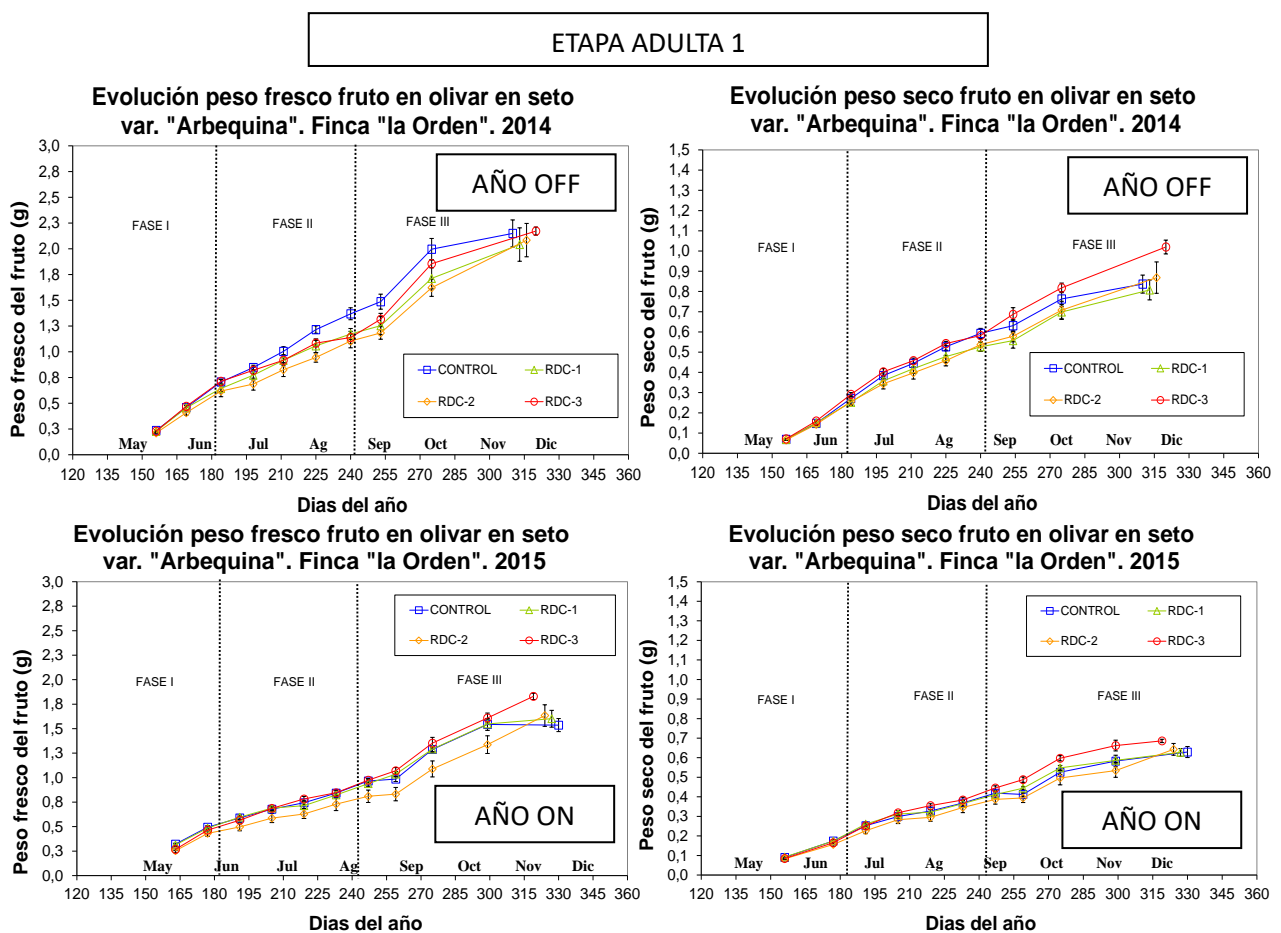 ETAPA ADULTA 1
Evolución peso fresco fruto en olivar en seto
var. "Arbequina". Finca "la Orden". 2014
3,0
2,8
2,5
2,3
2,0
1,8
1,5
1,3
1,0
0,8
0,5
0,3
0,0
Peso fresco del fruto (g)
AÑO OFF
FASE I
FASE II
FASE III
CONTROL
RDC-1
RDC-2
RDC-3
May Jun Jul Ag Sep Oct Nov Dic
120 135 150 165 180 195 210 225 240 255 270 285 300 315 330 345 360
Dias del año
Evolución peso seco fruto en olivar en seto
var. "Arbequina". Finca "la Orden". 2014
1,5
1,4
1,3
1,2
1,1
1,0
0,9
0,8
0,7
0,6
0,5
0,4
0,3
0,2
0,1
0,0
Peso seco del fruto (g)
AÑO OFF
FASE I
FASE II
FASE III
CONTROL
RDC-1
RDC-2
RDC-3
May Jun Jul Ag Sep Oct Nov Dic
120 135 150 165 180 195 210 225 240 255 270 285 300 315 330 345 360
Dias del año
Evolución peso fresco fruto en olivar en seto
var. "Arbequina". Finca "la Orden". 2015
3,0
2,8
2,5
2,3
2,0
1,8
1,5
1,3
1,0
0,8
0,5
0,3
0,0
Peso fresco del fruto (g)
CONTROL
RDC-1
RDC-2
RDC-3
FASE I
FASE II
FASE III
AÑO ON
May Jun Jul Ag Sep Oct Nov Dic
120 135 150 165 180 195 210 225 240 255 270 285 300 315 330 345 360
Dias del año
Evolución peso seco fruto en olivar en seto
var. "Arbequina". Finca "la Orden". 2015
1,5
1,4
1,3
1,2
1,1
1,0
0,9
0,8
0,7
0,6
0,5
0,4
0,3
0,2
0,1
0,0
Peso seco del fruto (g)
CONTROL
RDC-1
RDC-2
RDC-3
FASE I
FASE II
FASE III
AÑO ON
May Jun Jul Ag Sep Oct Nov Dic
120 135 150 165 180 195 210 225 240 255 270 285 300 315 330 345 360
Dias del año